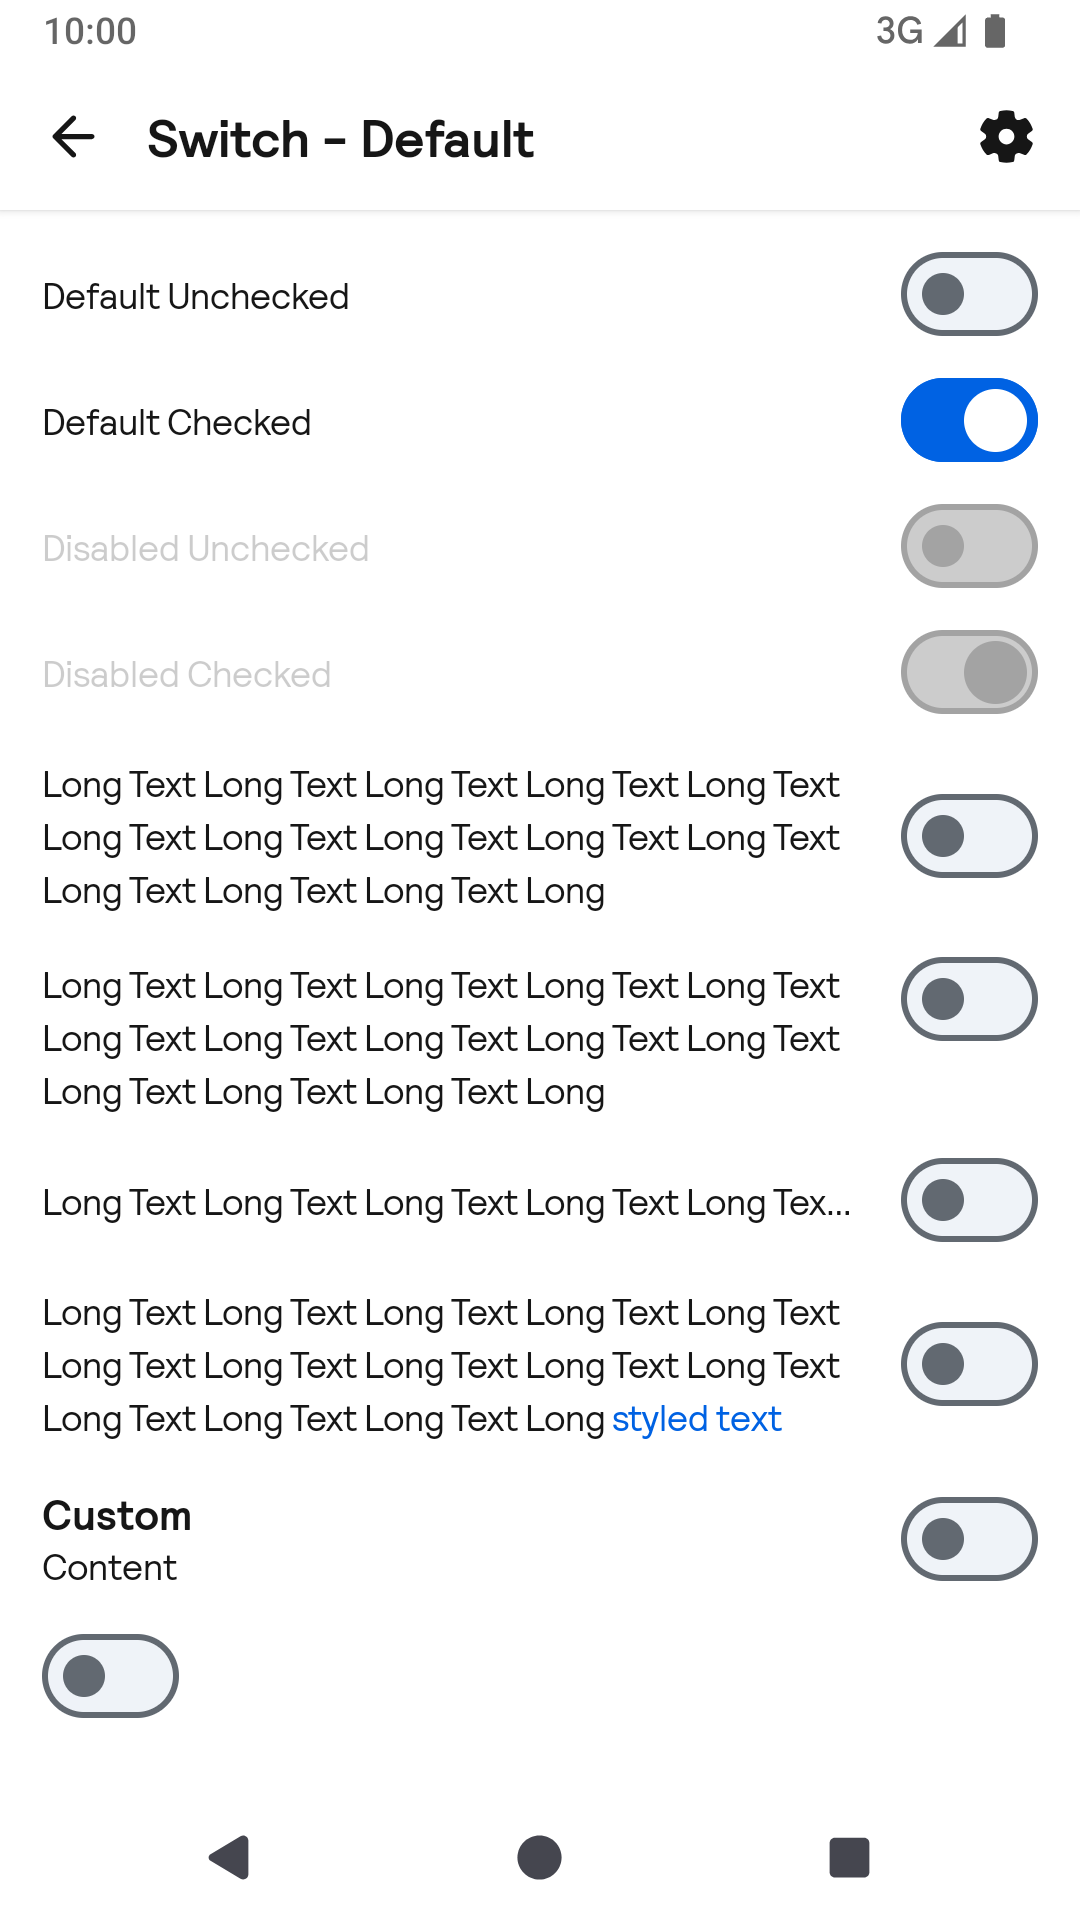 10:00 3G
Switch – Default
Default Unchecked
Default Checked
Disabled Unchecked
Disabled Checked
Long Text Long Text Long Text Long Text Long Text
Long Text Long Text Long Text Long Text Long Text
Long Text Long Text Long Text Long
Long Text Long Text Long Text Long Text Long Text
Long Text Long Text Long Text Long Text Long Text
Long Text Long Text Long Text Long
Long Text Long Text Long Text Long Text Long Tex...
Long Text Long Text Long Text Long Text Long Text
Long Text Long Text Long Text Long Text Long Text
Long Text Long Text Long Text Long styled text
Custom
Content